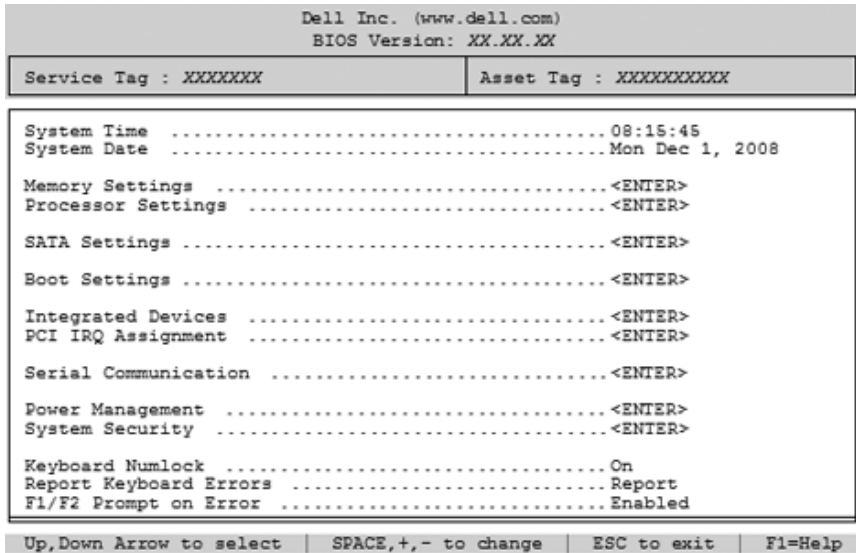 Dell Inc. (www.dell.com)
BIOS Version: XX.XX.XX
Service Tag : XXXXXXX Asset Tag : XXXXXXXXXX
System Time ......................................08:15:45
System Date ......................................Mon Dec 1, 2008
Memory Settings ..................................<ENTER>
Processor Settings ...............................<ENTER>
SATA Settings .....................................<ENTER>
Boot Settings .....................................<ENTER>
Integrated Devices ...............................<ENTER>
PCI IRQ Assignment ...............................<ENTER>
Serial Communication .............................<ENTER>
Power Management .................................<ENTER>
System Security ..................................<ENTER>
Keyboard Numlock .................................On
Report Keyboard Errors ...........................Report
F1/F2 Prompt on Error ............................Enabled
Up,Down Arrow to select | SPACE,+,- to change | ESC to exit | F1=Help